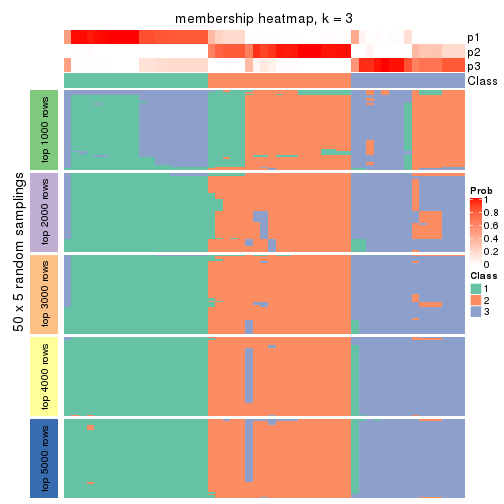 membership heatmap, k = 3
p1
p2
p3
Class
50 x 5 random samplings
top 1000 rows
top 2000 rows
top 3000 rows
top 4000 rows
top 5000 rows
Prob
1
0.8
0.6
0.4
0.2
0
Class
1
2
3